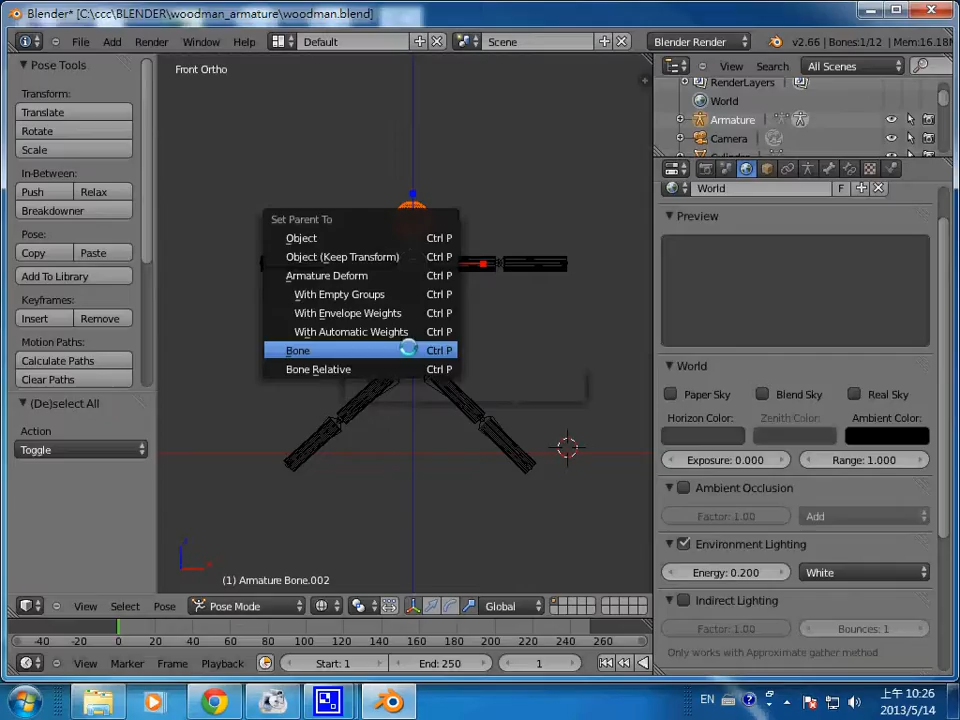 Blender* [C:\ccc\BLENDER\woodman_armature\woodman.blend]
File Add Render Window Help Default Scene Blender Render v2.66 | Bones:1/12 | Mem:16.18
Pose Tools
Transform:
Translate
Rotate
Scale
In-Between:
Push Relax
Breakdowner
Pose:
Copy Paste
Add To Library
Keyframes:
Insert Remove
Motion Paths:
Calculate Paths
Clear Paths
(De)select All
Action
Toggle
Front Ortho
Set Parent To
Object Ctrl P
Object (Keep Transform) Ctrl P
Armature Deform Ctrl P
With Empty Groups Ctrl P
With Envelope Weights Ctrl P
With Automatic Weights Ctrl P
Bone Ctrl P
Bone Relative Ctrl P
(1) Armature Bone.002
View Select Pose Pose Mode Global
View Search All Scenes
RenderLayers
World
Armature
Camera
World F
Preview
World
Paper Sky Blend Sky Real Sky
Horizon Color: Zenith Color: Ambient Color:
Exposure: 0.000 Range: 1.000
Ambient Occlusion
Factor: 1.00 Add
Environment Lighting
Energy: 0.200 White
Indirect Lighting
Factor: 1.00 Bounces: 1
Only works with Approximate gather method
-40 -20 0 20 40 60 80 100 120 140 160 180 200 220 240 260
View Marker Frame Playback Start: 1 End: 250 1
EN
上午 10:26
2013/5/14